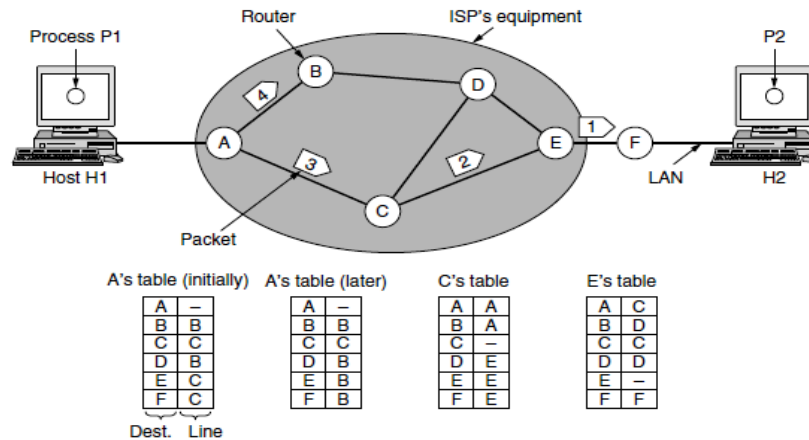 Process P1
Router
ISP's equipment
P2
B
D
4
A
3
2
E
1
F
C
Host H1
Packet
LAN
H2
A's table (initially) A's table (later) C's table E's table
A – A – A A A C
B B B B B A B D
C C C C C – C C
D B D B D E D D
E C E B E E E –
F C F B F E F F
Dest. Line